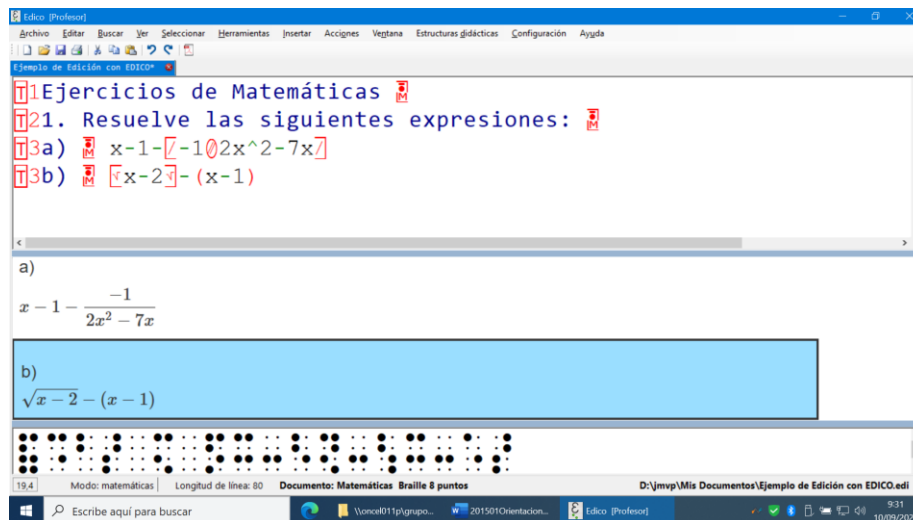 Edico [Profesor]
Archivo Editar Buscar Ver Seleccionar Herramientas Insertar Acciones Ventana Estructuras didácticas Configuración Ayuda
Ejemplo de Edición con EDICO*
T1Ejercicios de Matemáticas M
T21. Resuelve las siguientes expresiones: M
T3a) M x-1-/-1/2x^2-7x/
T3b) M √x-2√-(x-1)
a)
x − 1 − −1/(2x² − 7x)
b)
√(x − 2) − (x − 1)
19,4 Modo: matemáticas Longitud de línea: 80 Documento: Matemáticas Braille 8 puntos D:\jmvp\Mis Documentos\Ejemplo de Edición con EDICO.edi
Escribe aquí para buscar \\oncel011p\grupo... 201501Orientacion... Edico [Profesor] 9:31
10/09/202